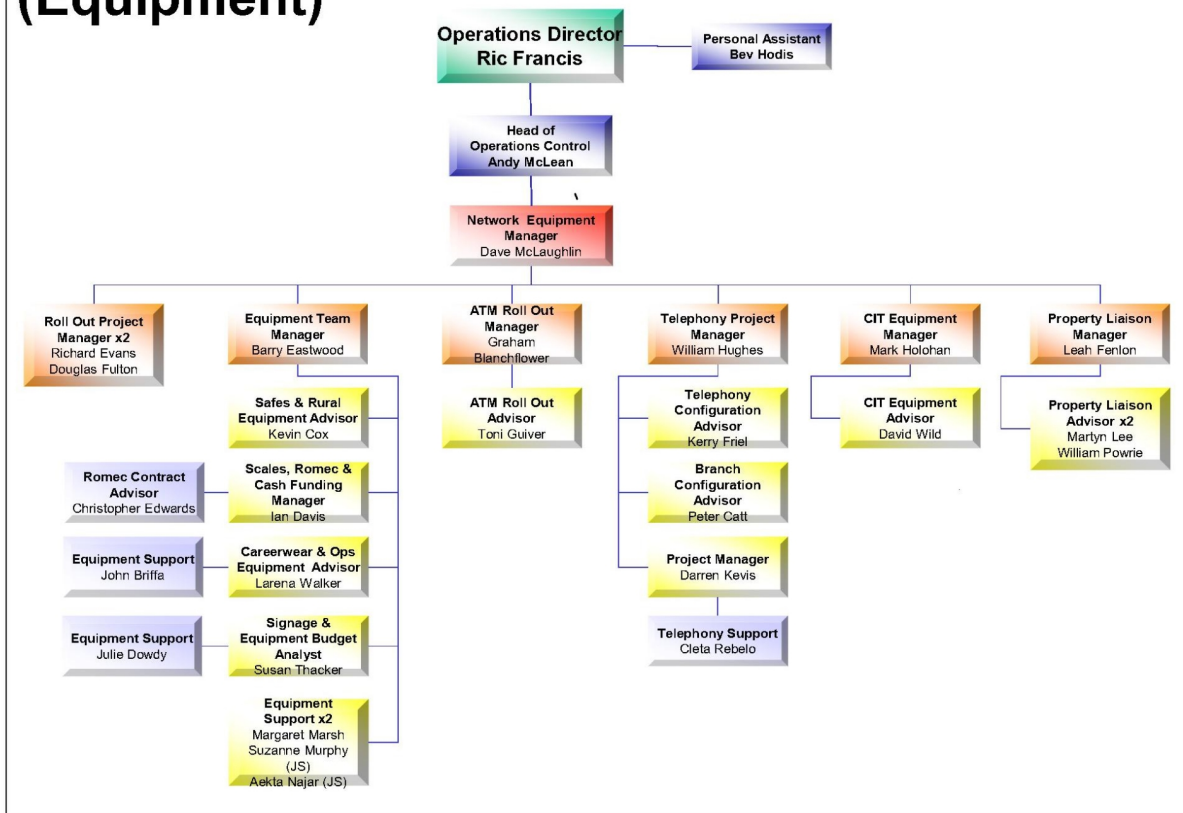 (Equipment)
Operations Director
Ric Francis
Personal Assistant
Bev Hodis
Head of
Operations Control
Andy McLean
Network Equipment
Manager
Dave McLaughlin
Roll Out Project
Manager x2
Richard Evans
Douglas Fulton
Equipment Team
Manager
Barry Eastwood
ATM Roll Out
Manager
Graham
Blanchflower
Telephony Project
Manager
William Hughes
CIT Equipment
Manager
Mark Holohan
Property Liaison
Manager
Leah Fenlon
Safes & Rural
Equipment Advisor
Kevin Cox
ATM Roll Out
Advisor
Toni Guiver
Telephony
Configuration
Advisor
Kerry Friel
CIT Equipment
Advisor
David Wild
Property Liaison
Advisor x2
Martyn Lee
William Powrie
Romec Contract
Advisor
Christopher Edwards
Scales, Romec &
Cash Funding
Manager
Ian Davis
Branch
Configuration
Advisor
Peter Catt
Equipment Support
John Briffa
Careerwear & Ops
Equipment Advisor
Larena Walker
Project Manager
Darren Kevis
Equipment Support
Julie Dowdy
Signage &
Equipment Budget
Analyst
Susan Thacker
Telephony Support
Cleta Rebelo
Equipment
Support x2
Margaret Marsh
Suzanne Murphy
(JS)
Aekta Najar (JS)